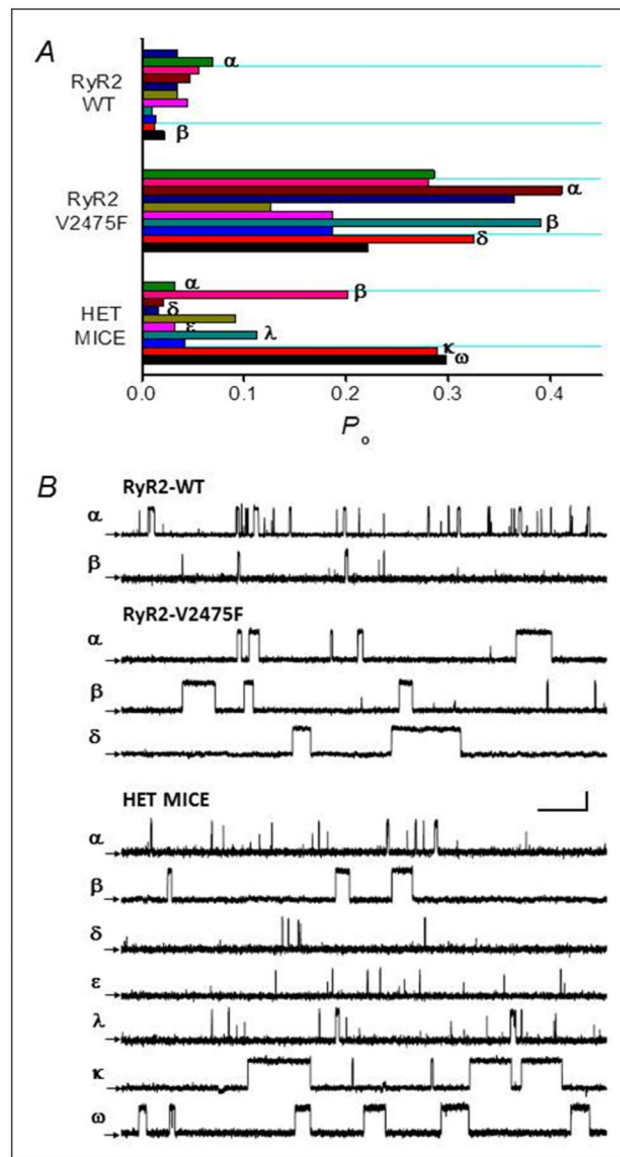 A
RyR2
WT
α
β
RyR2
V2475F
α
β
δ
HET
MICE
α
β
δ
ε
λ
κ
ω
0.0 0.1 0.2 0.3 0.4
Po
B
RyR2-WT
α
β
RyR2-V2475F
α
β
δ
HET MICE
α
β
δ
ε
λ
κ
ω